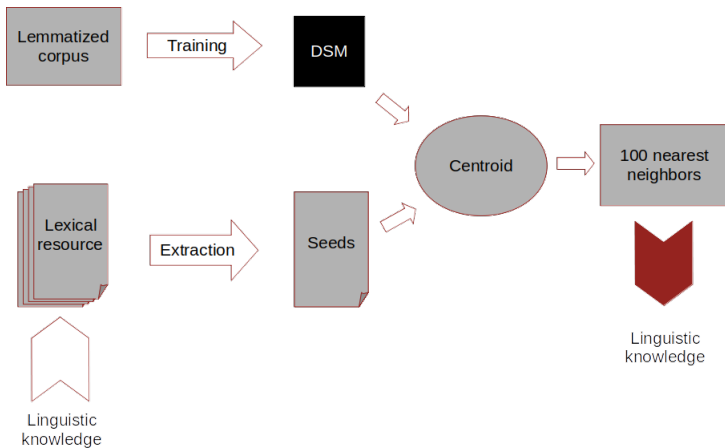 Lemmatized
corpus
Training
DSM
Centroid
100 nearest
neighbors
Lexical
resource
Extraction
Seeds
Linguistic
knowledge
Linguistic
knowledge